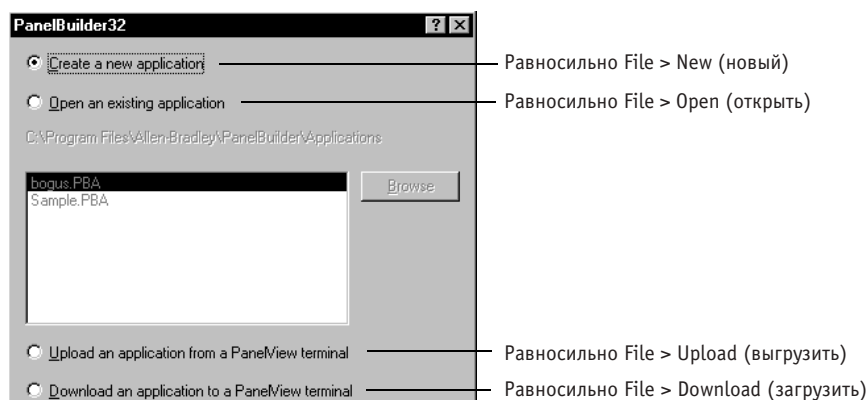 PanelBuilder32
Create a new application
Равносильно File > New (новый)
Open an existing application
Равносильно File > Open (открыть)
C:\Program Files\Allen-Bradley\PanelBuilder\Applications
bogus.PBA
Browse
Sample.PBA
Upload an application from a PanelView terminal
Равносильно File > Upload (выгрузить)
Download an application to a PanelView terminal
Равносильно File > Download (загрузить)